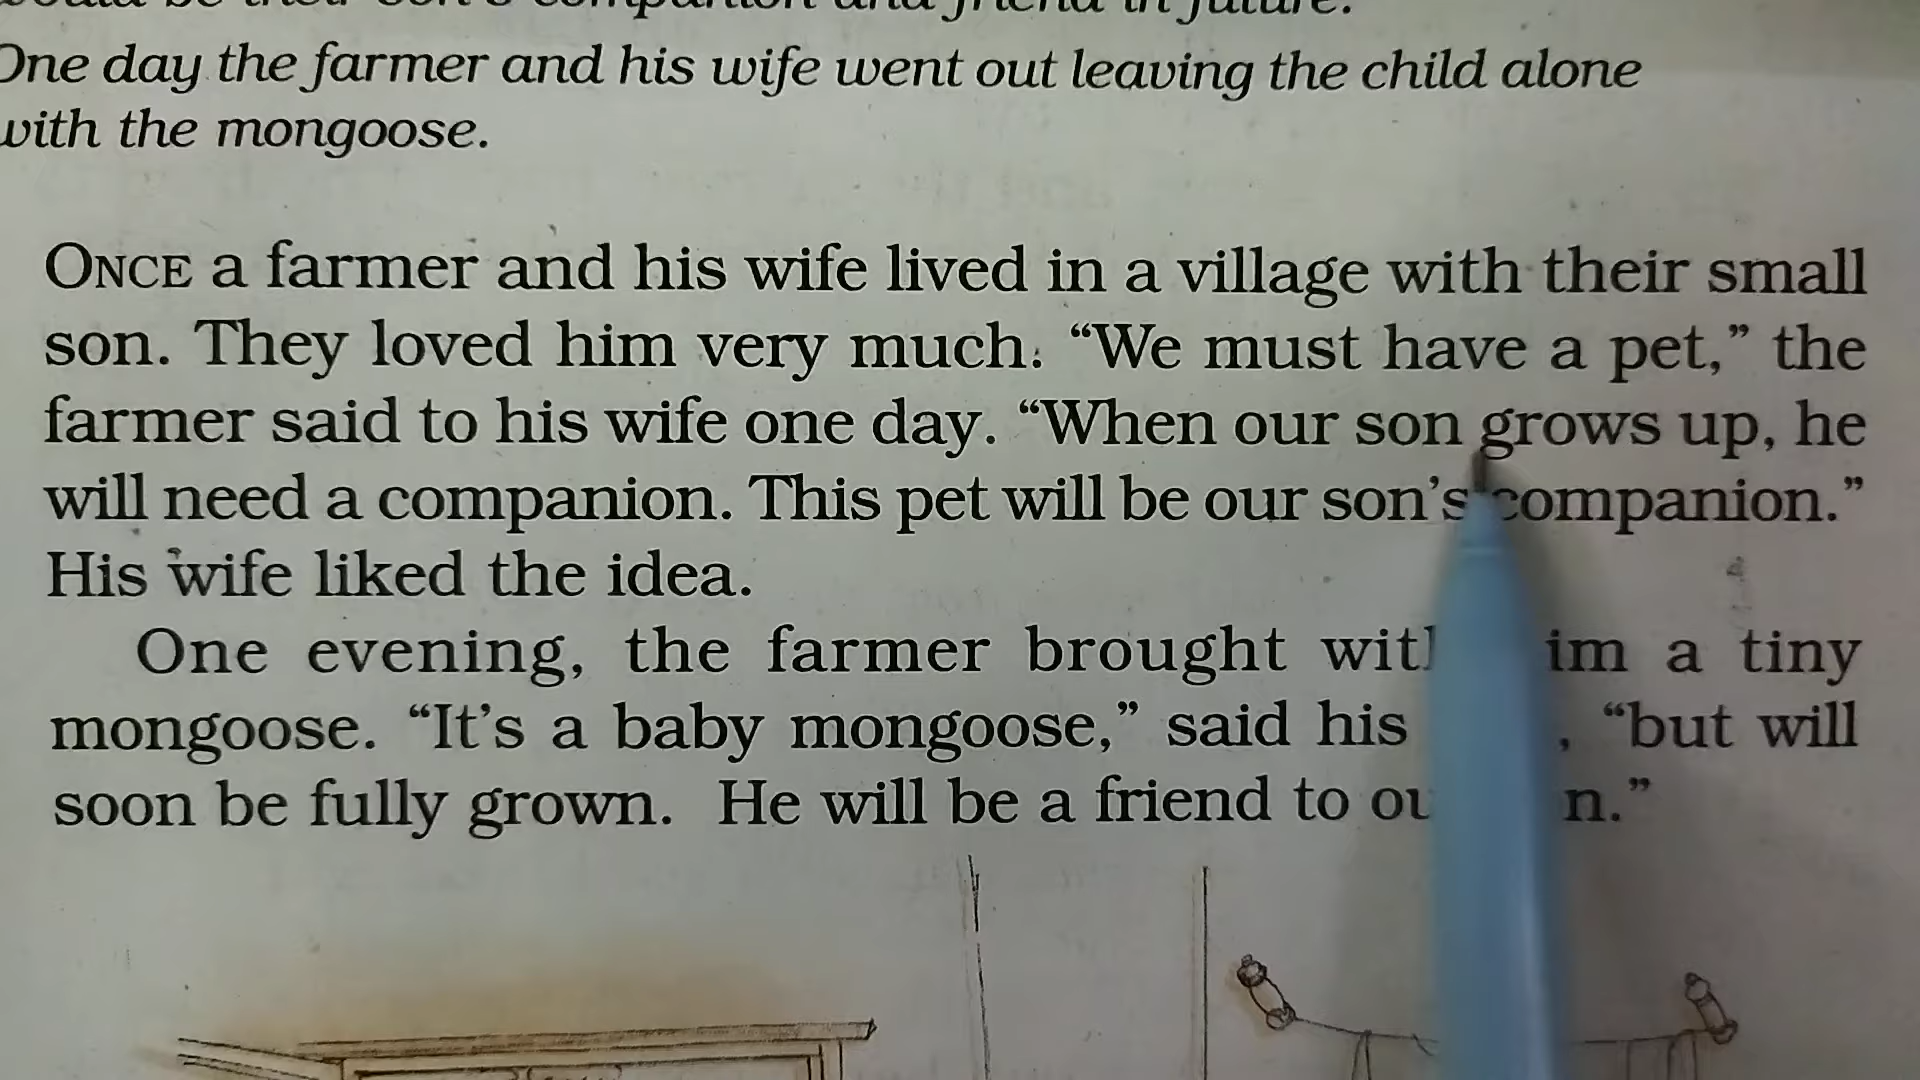 One day the farmer and his wife went out leaving the child alone
with the mongoose.
ONCE a farmer and his wife lived in a village with their small
son. They loved him very much. “We must have a pet,” the
farmer said to his wife one day. “When our son grows up, he
will need a companion. This pet will be our son’s companion.”
His wife liked the idea.
One evening, the farmer brought a tiny
mongoose. “It’s a baby mongoose,” said his , “but will
soon be fully grown. He will be a friend to